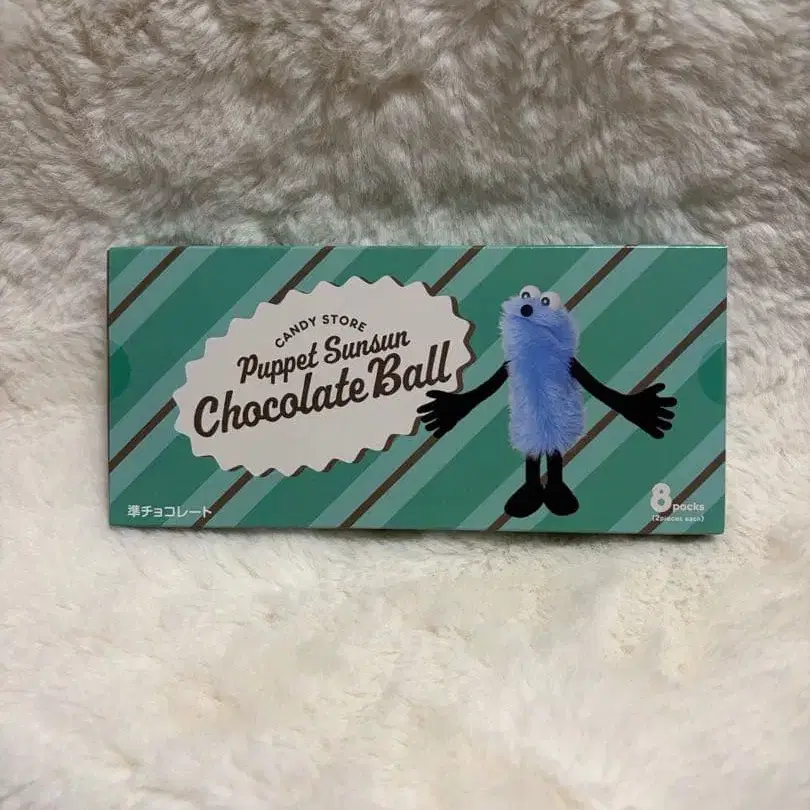 CANDY STORE
Puppet Sunsun
Chocolate Ball
準チョコレート
8 packs
(2pieces each)